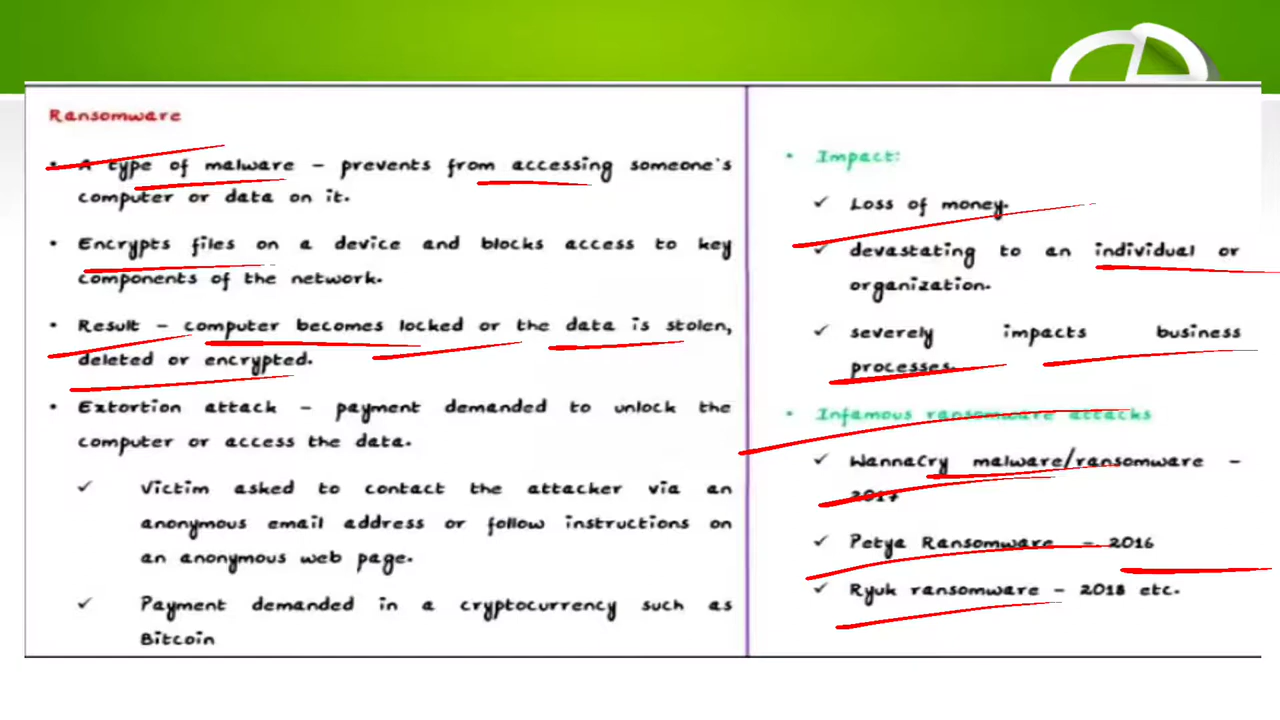 Ransomware
• A type of malware – prevents from accessing someone's
computer or data on it.
• Encrypts files on a device and blocks access to key
components of the network.
• Result – computer becomes locked or the data is stolen,
deleted or encrypted.
• Extortion attack – payment demanded to unlock the
computer or access the data.
✓ Victim asked to contact the attacker via an
anonymous email address or follow instructions on
an anonymous web page.
✓ Payment demanded in a cryptocurrency such as
Bitcoin
• Impact:
✓ Loss of money.
✓ devastating to an individual or
organization.
✓ severely impacts business
processes.
• Infamous ransomware attacks
✓ WannaCry malware/ransomware –
2017
✓ Petya Ransomware – 2016
✓ Ryuk ransomware – 2018 etc.